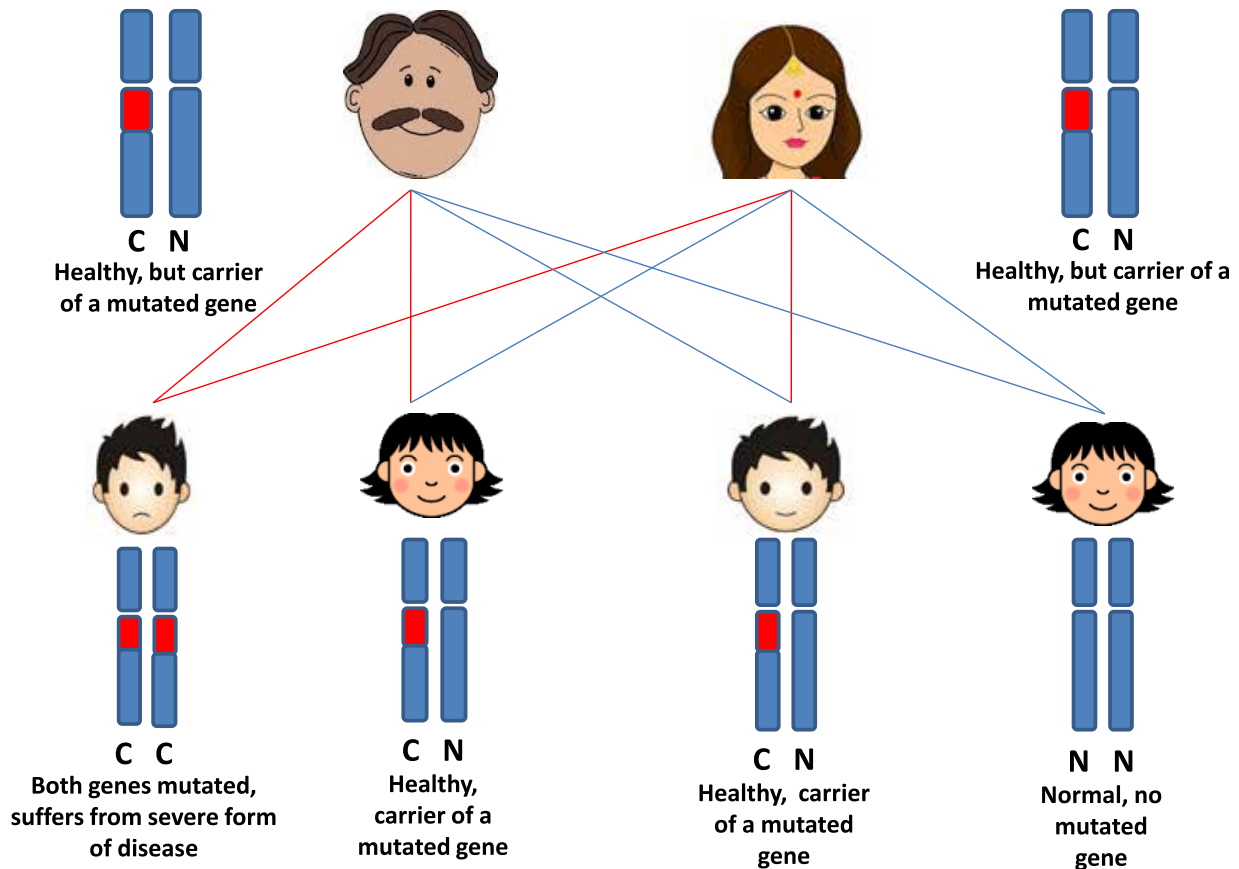 C N
Healthy, but carrier
of a mutated gene
C N
Healthy, but carrier of a
mutated gene
C C
Both genes mutated,
suffers from severe form
of disease
C N
Healthy,
carrier of a
mutated gene
C N
Healthy, carrier
of a mutated
gene
N N
Normal, no
mutated
gene